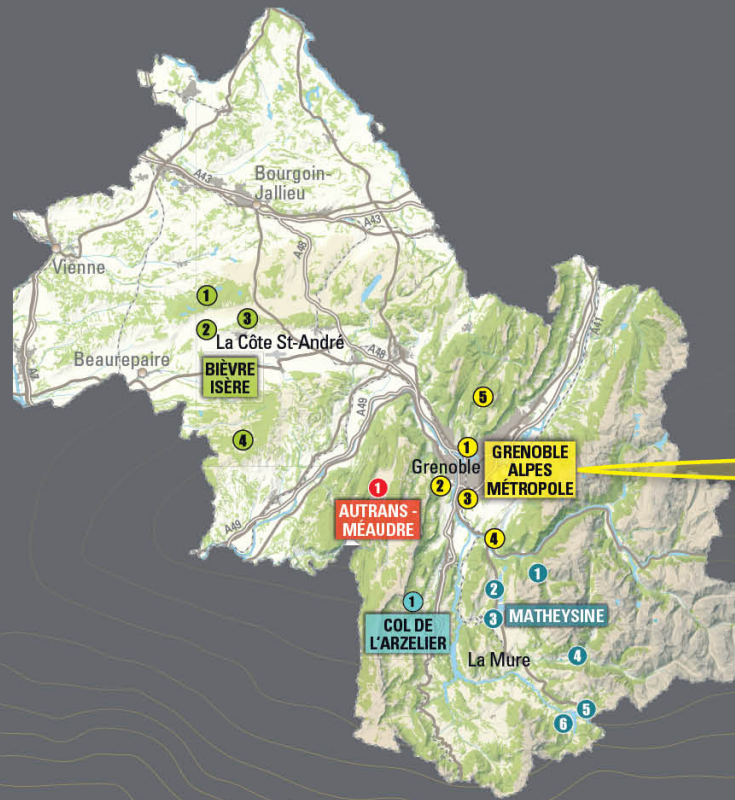 A43
Bourgoin-
Jallieu
A43
A48
Vienne
1
3
2
La Côte St-André
A48
A41
Beaurepaire
BIÈVRE
ISÈRE
A7
A49
5
4
1
Grenoble
GRENOBLE
ALPES
MÉTROPOLE
2
3
1
AUTRANS -
MÉAUDRE
A49
4
1
2
1
COL DE
L'ARZELIER
3
MATHEYSINE
La Mure
4
5
6